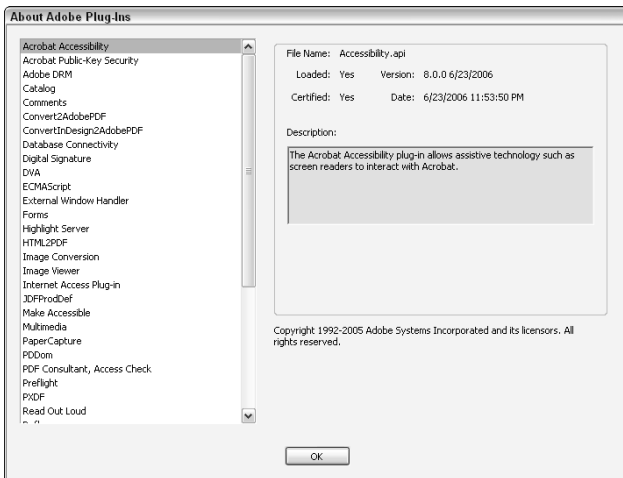 About Adobe Plug-Ins
Acrobat Accessibility
Acrobat Public-Key Security
Adobe DRM
Catalog
Comments
Convert2AdobePDF
ConvertInDesign2AdobePDF
Database Connectivity
Digital Signature
DVA
ECMAScript
External Window Handler
Forms
Highlight Server
HTML2PDF
Image Conversion
Image Viewer
Internet Access Plug-in
JDFProdDef
Make Accessible
Multimedia
PaperCapture
PDDom
PDF Consultant, Access Check
Preflight
PXDF
Read Out Loud
File Name: Accessibility.api
Loaded: Yes Version: 8.0.0 6/23/2006
Certified: Yes Date: 6/23/2006 11:53:50 PM
Description:
The Acrobat Accessibility plug-in allows assistive technology such as
screen readers to interact with Acrobat.
Copyright 1992-2005 Adobe Systems Incorporated and its licensors. All
rights reserved.
OK